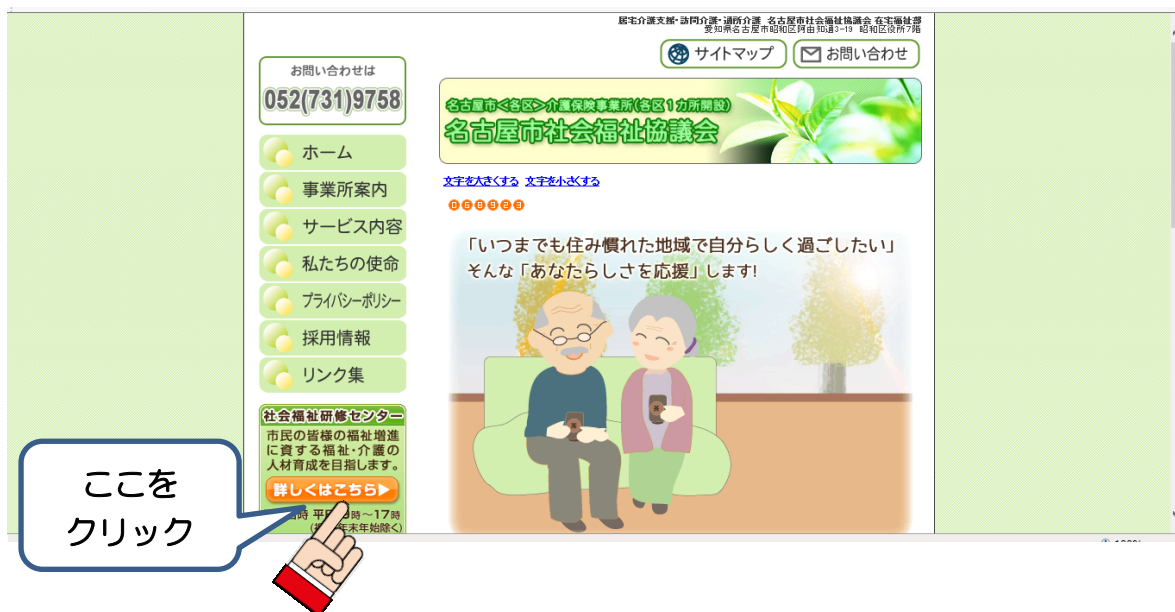 居宅介護支援・訪問介護・通所介護 名古屋市社会福祉協議会 在宅福祉部
愛知県名古屋市昭和区阿由知通3-19 昭和区役所7階
サイトマップ
お問い合わせ
お問い合わせは
052(731)9758
ホーム
事業所案内
サービス内容
私たちの使命
プライバシーポリシー
採用情報
リンク集
社会福祉研修センター
市民の皆様の福祉増進
に資する福祉・介護の
人材育成を目指します。
詳しくはこちら▶
時 平 時〜17時
年末年始除く)
名古屋市<各区>介護保険事業所(各区1カ所開設)
名古屋市社会福祉協議会
文字を大きくする 文字を小さくする
068923
「いつまでも住み慣れた地域で自分らしく過ごしたい」
そんな「あなたらしさを応援」します!
ここを
クリック